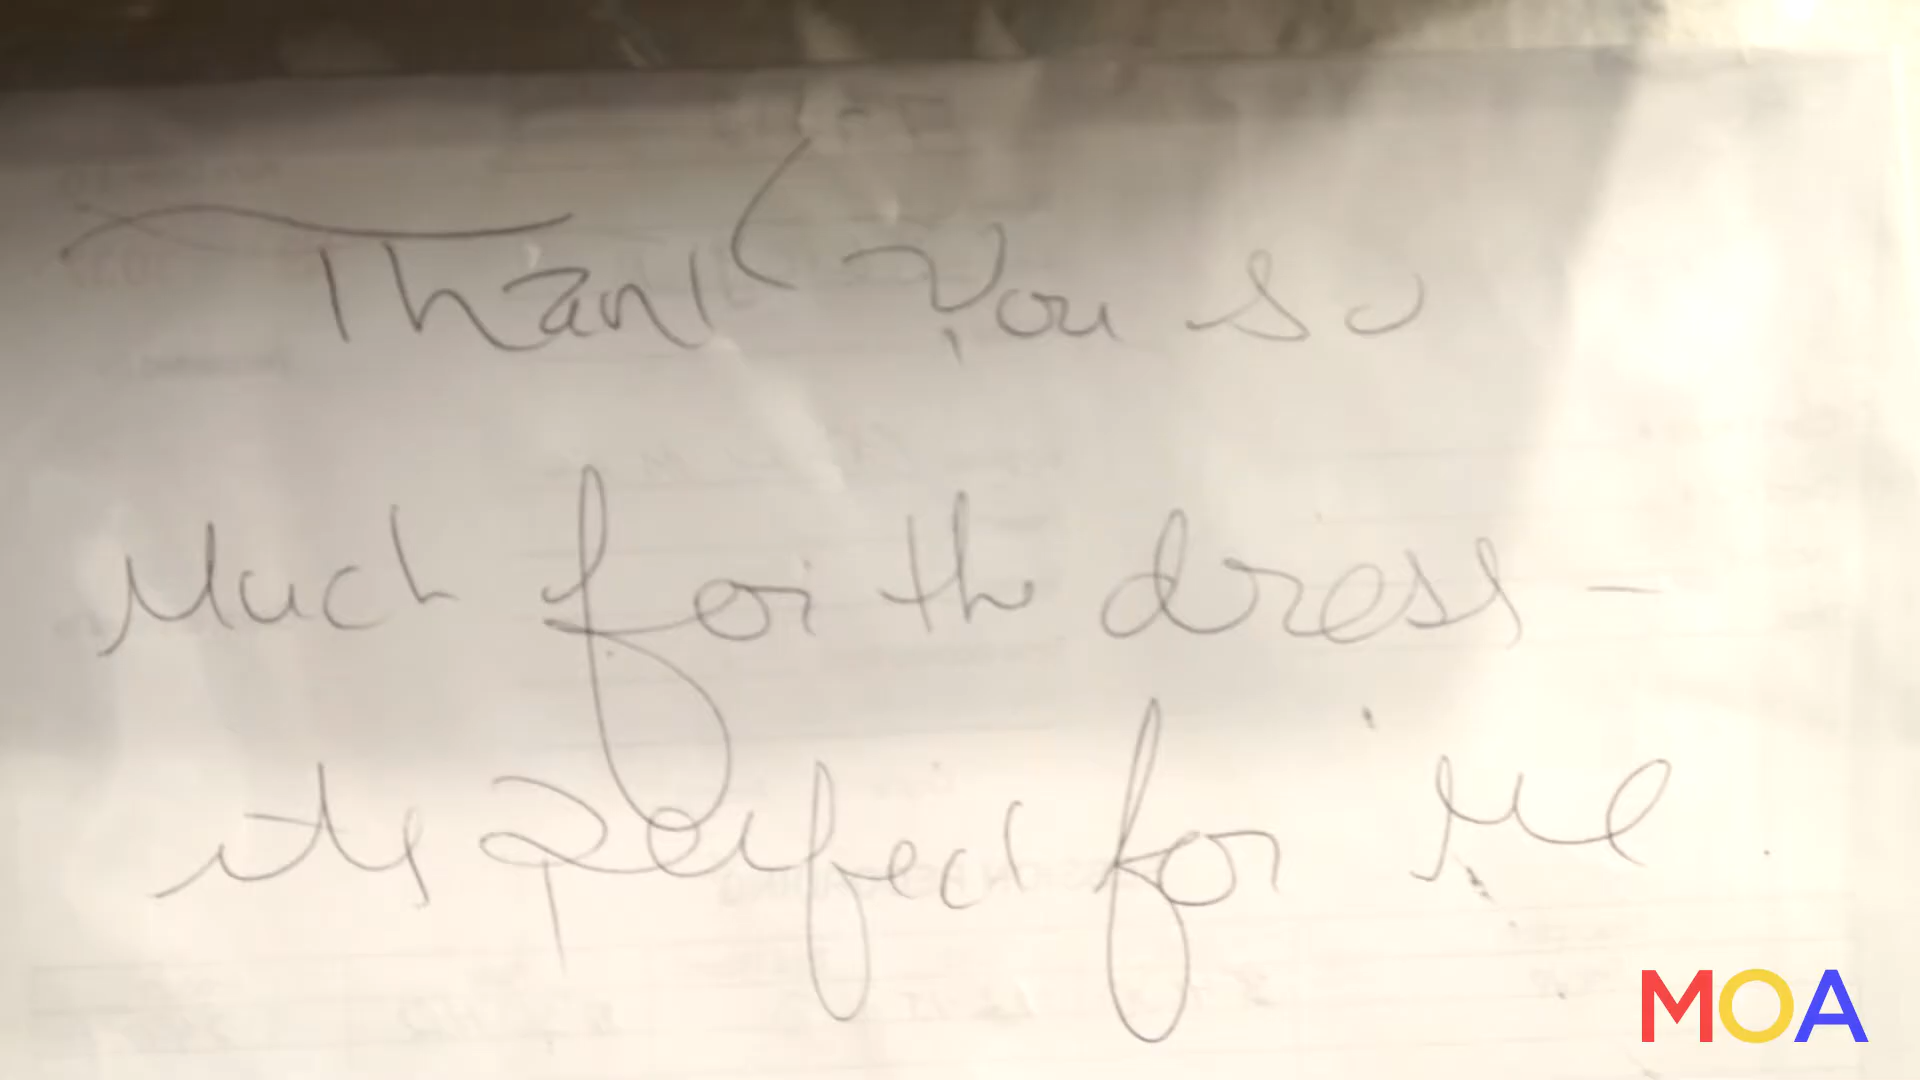 Thank you so
Much for the dress -
its perfect for me
MOA